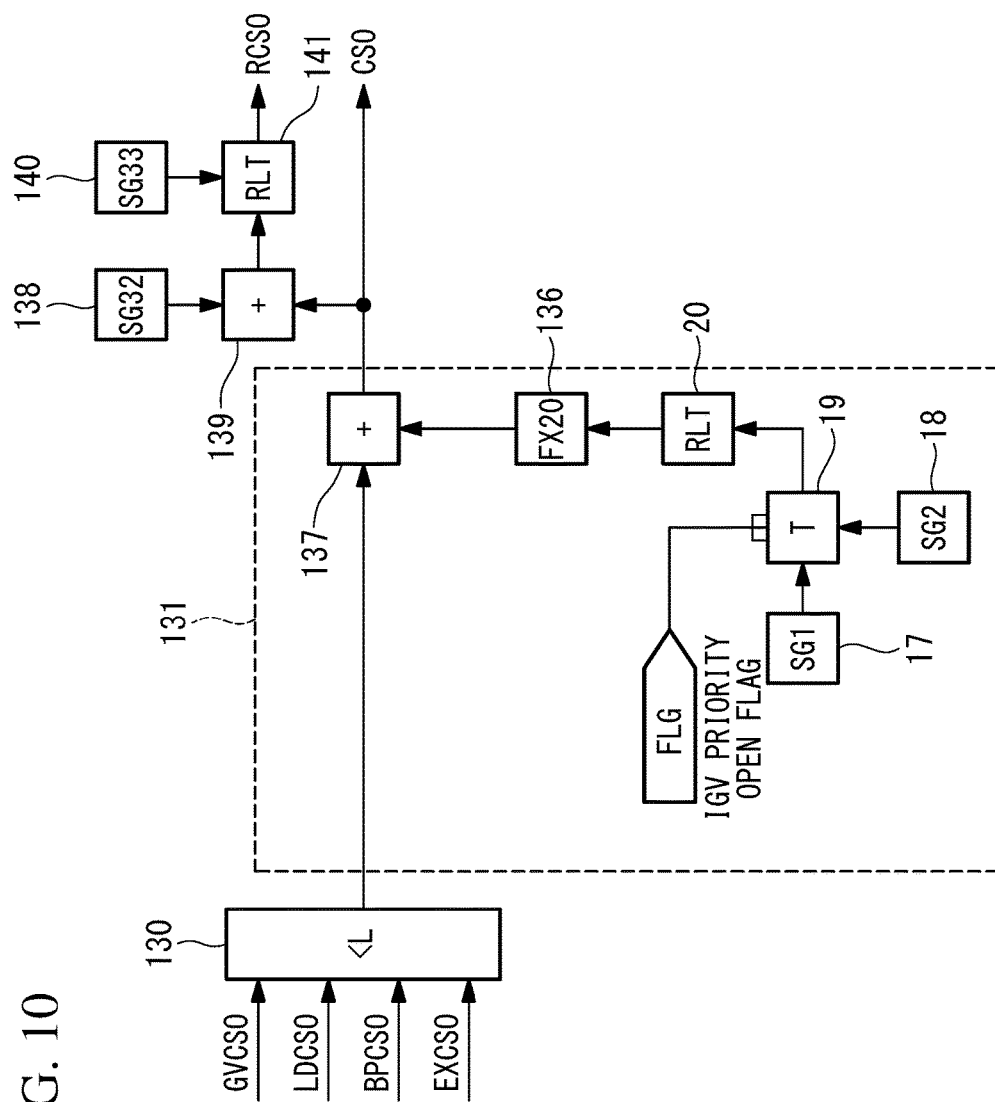 G. 10
GVCSO
LDCSO
BPCSO
EXCSO
130
<L
131
137
+
139
+
138
SG32
140
SG33
RLT
141
RCSO
CSO
FX20
136
RLT
20
T
19
SG1
17
SG2
18
FLG
IGV PRIORITY
OPEN FLAG